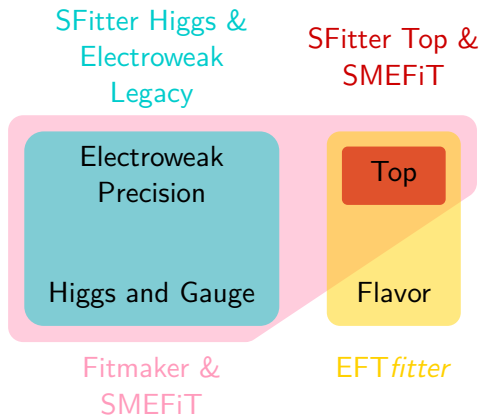 SFitter Higgs &
Electroweak
Legacy
SFitter Top &
SMEFiT
Electroweak
Precision
Top
Higgs and Gauge
Flavor
Fitmaker &
SMEFiT
EFTfitter